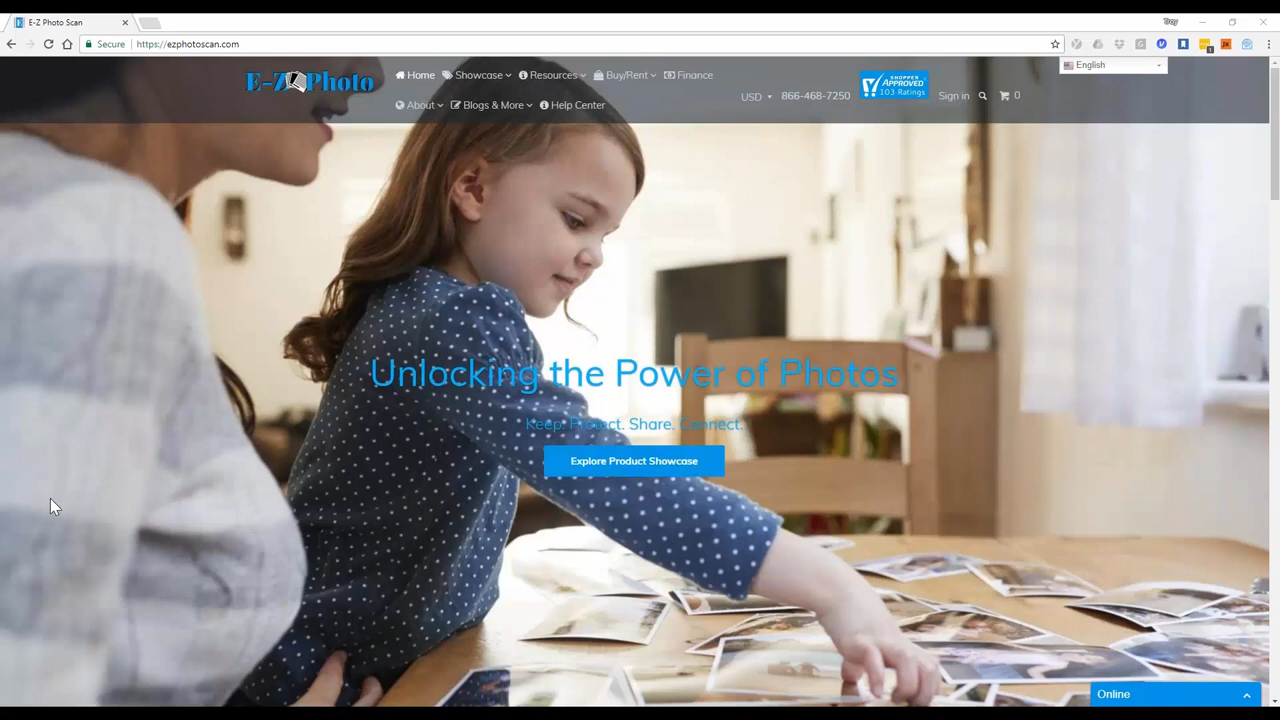 E-Z Photo Scan
Troy
Secure
https://ezphotoscan.com
English
E-Z Photo
Home
Showcase
Resources
Buy/Rent
Finance
SHOPPER
APPROVED
103 Ratings
USD
866-468-7250
Sign in
0
About
Blogs & More
Help Center
Unlocking the Power of Photos
Keep. Protect. Share. Connect.
Explore Product Showcase
Online